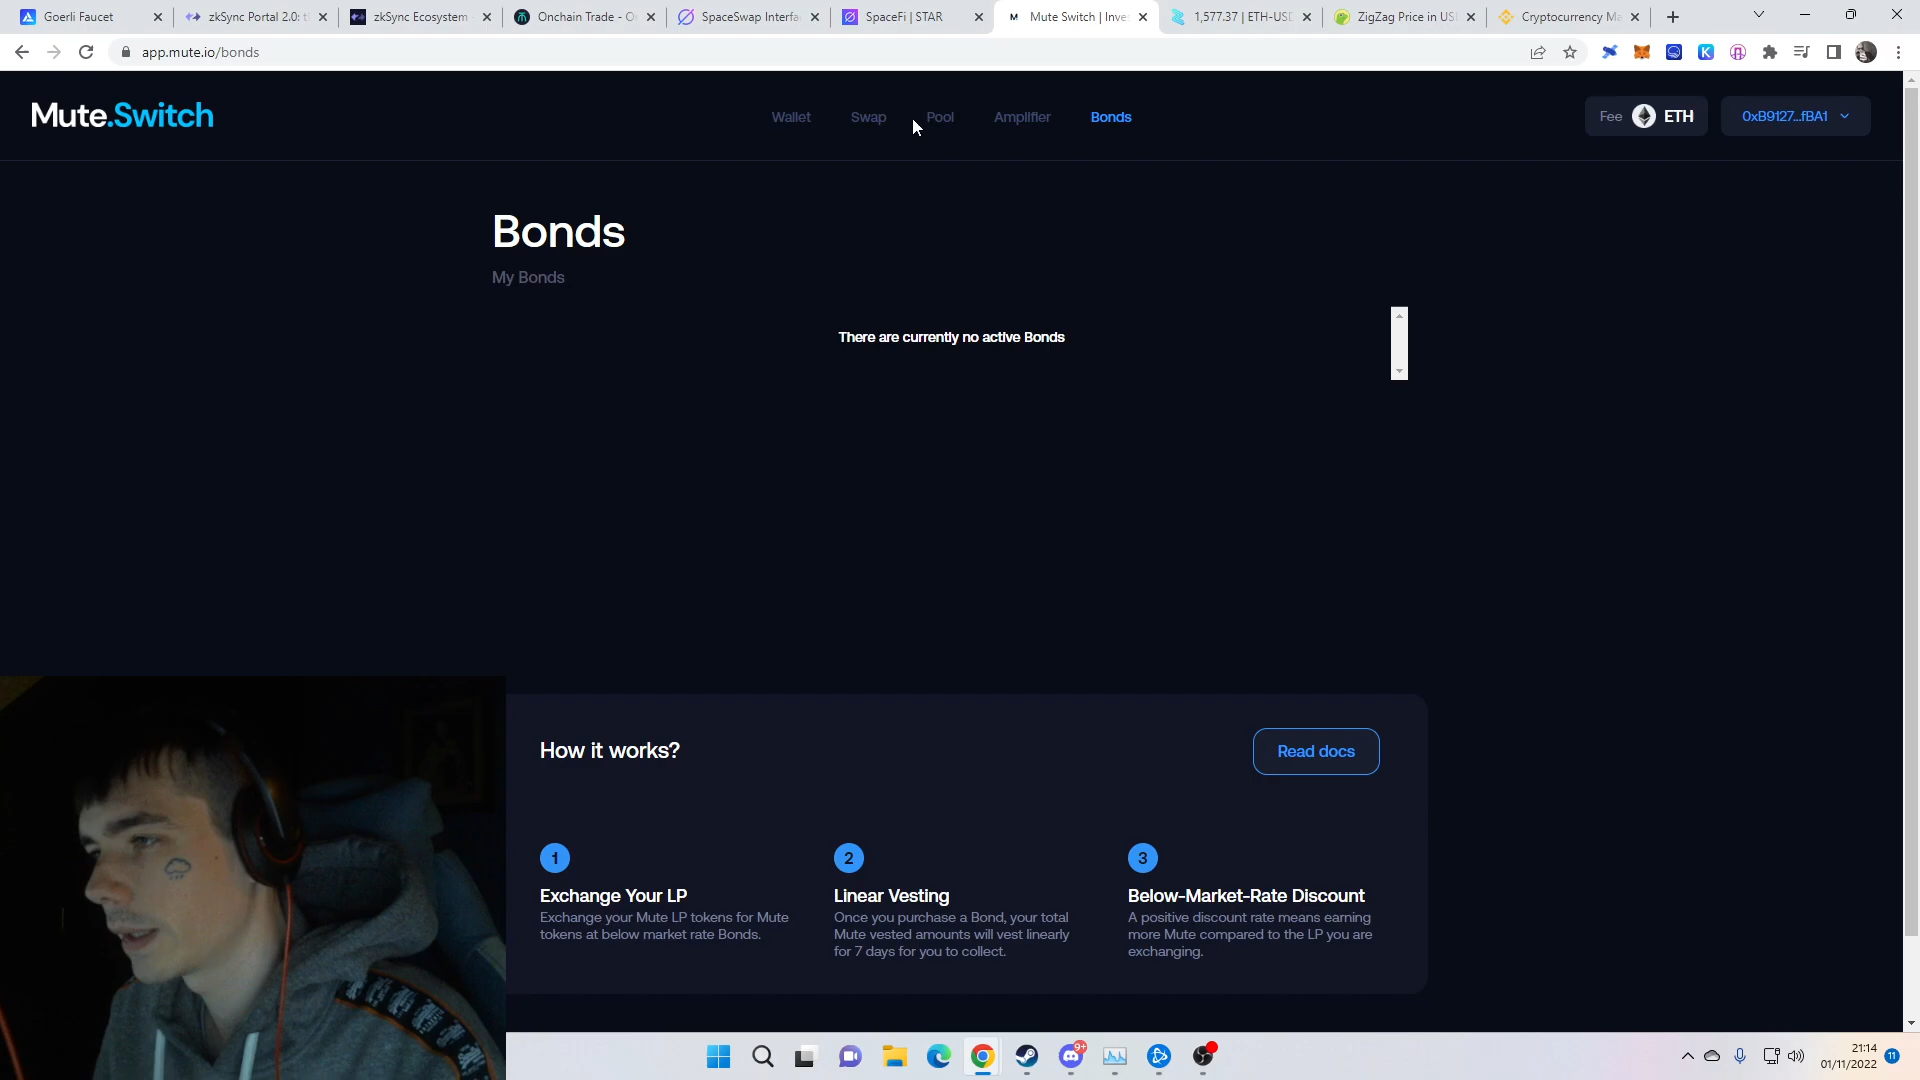 Goerli Faucet
zkSync Portal 2.0: t
zkSync Ecosystem
Onchain Trade - O
SpaceSwap Interfa
SpaceFi | STAR
Mute Switch | Inves
1,577.37 | ETH-USD
ZigZag Price in US
Cryptocurrency Ma
app.mute.io/bonds
Mute.Switch
Wallet
Swap
Pool
Amplifier
Bonds
Fee ETH
0xB9127...fBA1
Bonds
My Bonds
There are currently no active Bonds
How it works?
Read docs
1
Exchange Your LP
Exchange your Mute LP tokens for Mute
tokens at below market rate Bonds.
2
Linear Vesting
Once you purchase a Bond, your total
Mute vested amounts will vest linearly
for 7 days for you to collect.
3
Below-Market-Rate Discount
A positive discount rate means earning
more Mute compared to the LP you are
exchanging.
9+
21:14
01/11/2022
11